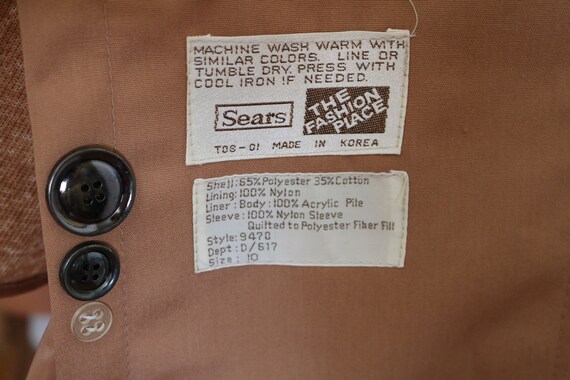 MACHINE WASH WARM WITH
SIMILAR COLORS. LINE OR
TUMBLE DRY. PRESS WITH
COOL IRON IF NEEDED.
Sears
THE
FASHION
PLACE
T08-01 MADE IN KOREA
Shell: 65% Polyester 35% Cotton
Lining: 100% Nylon
Liner: Body: 100% Acrylic Pile
Sleeve: 100% Nylon Sleeve
Quilted to Polyester Fiber Fill
Style: 9470
Dept: D/617
Size: 10